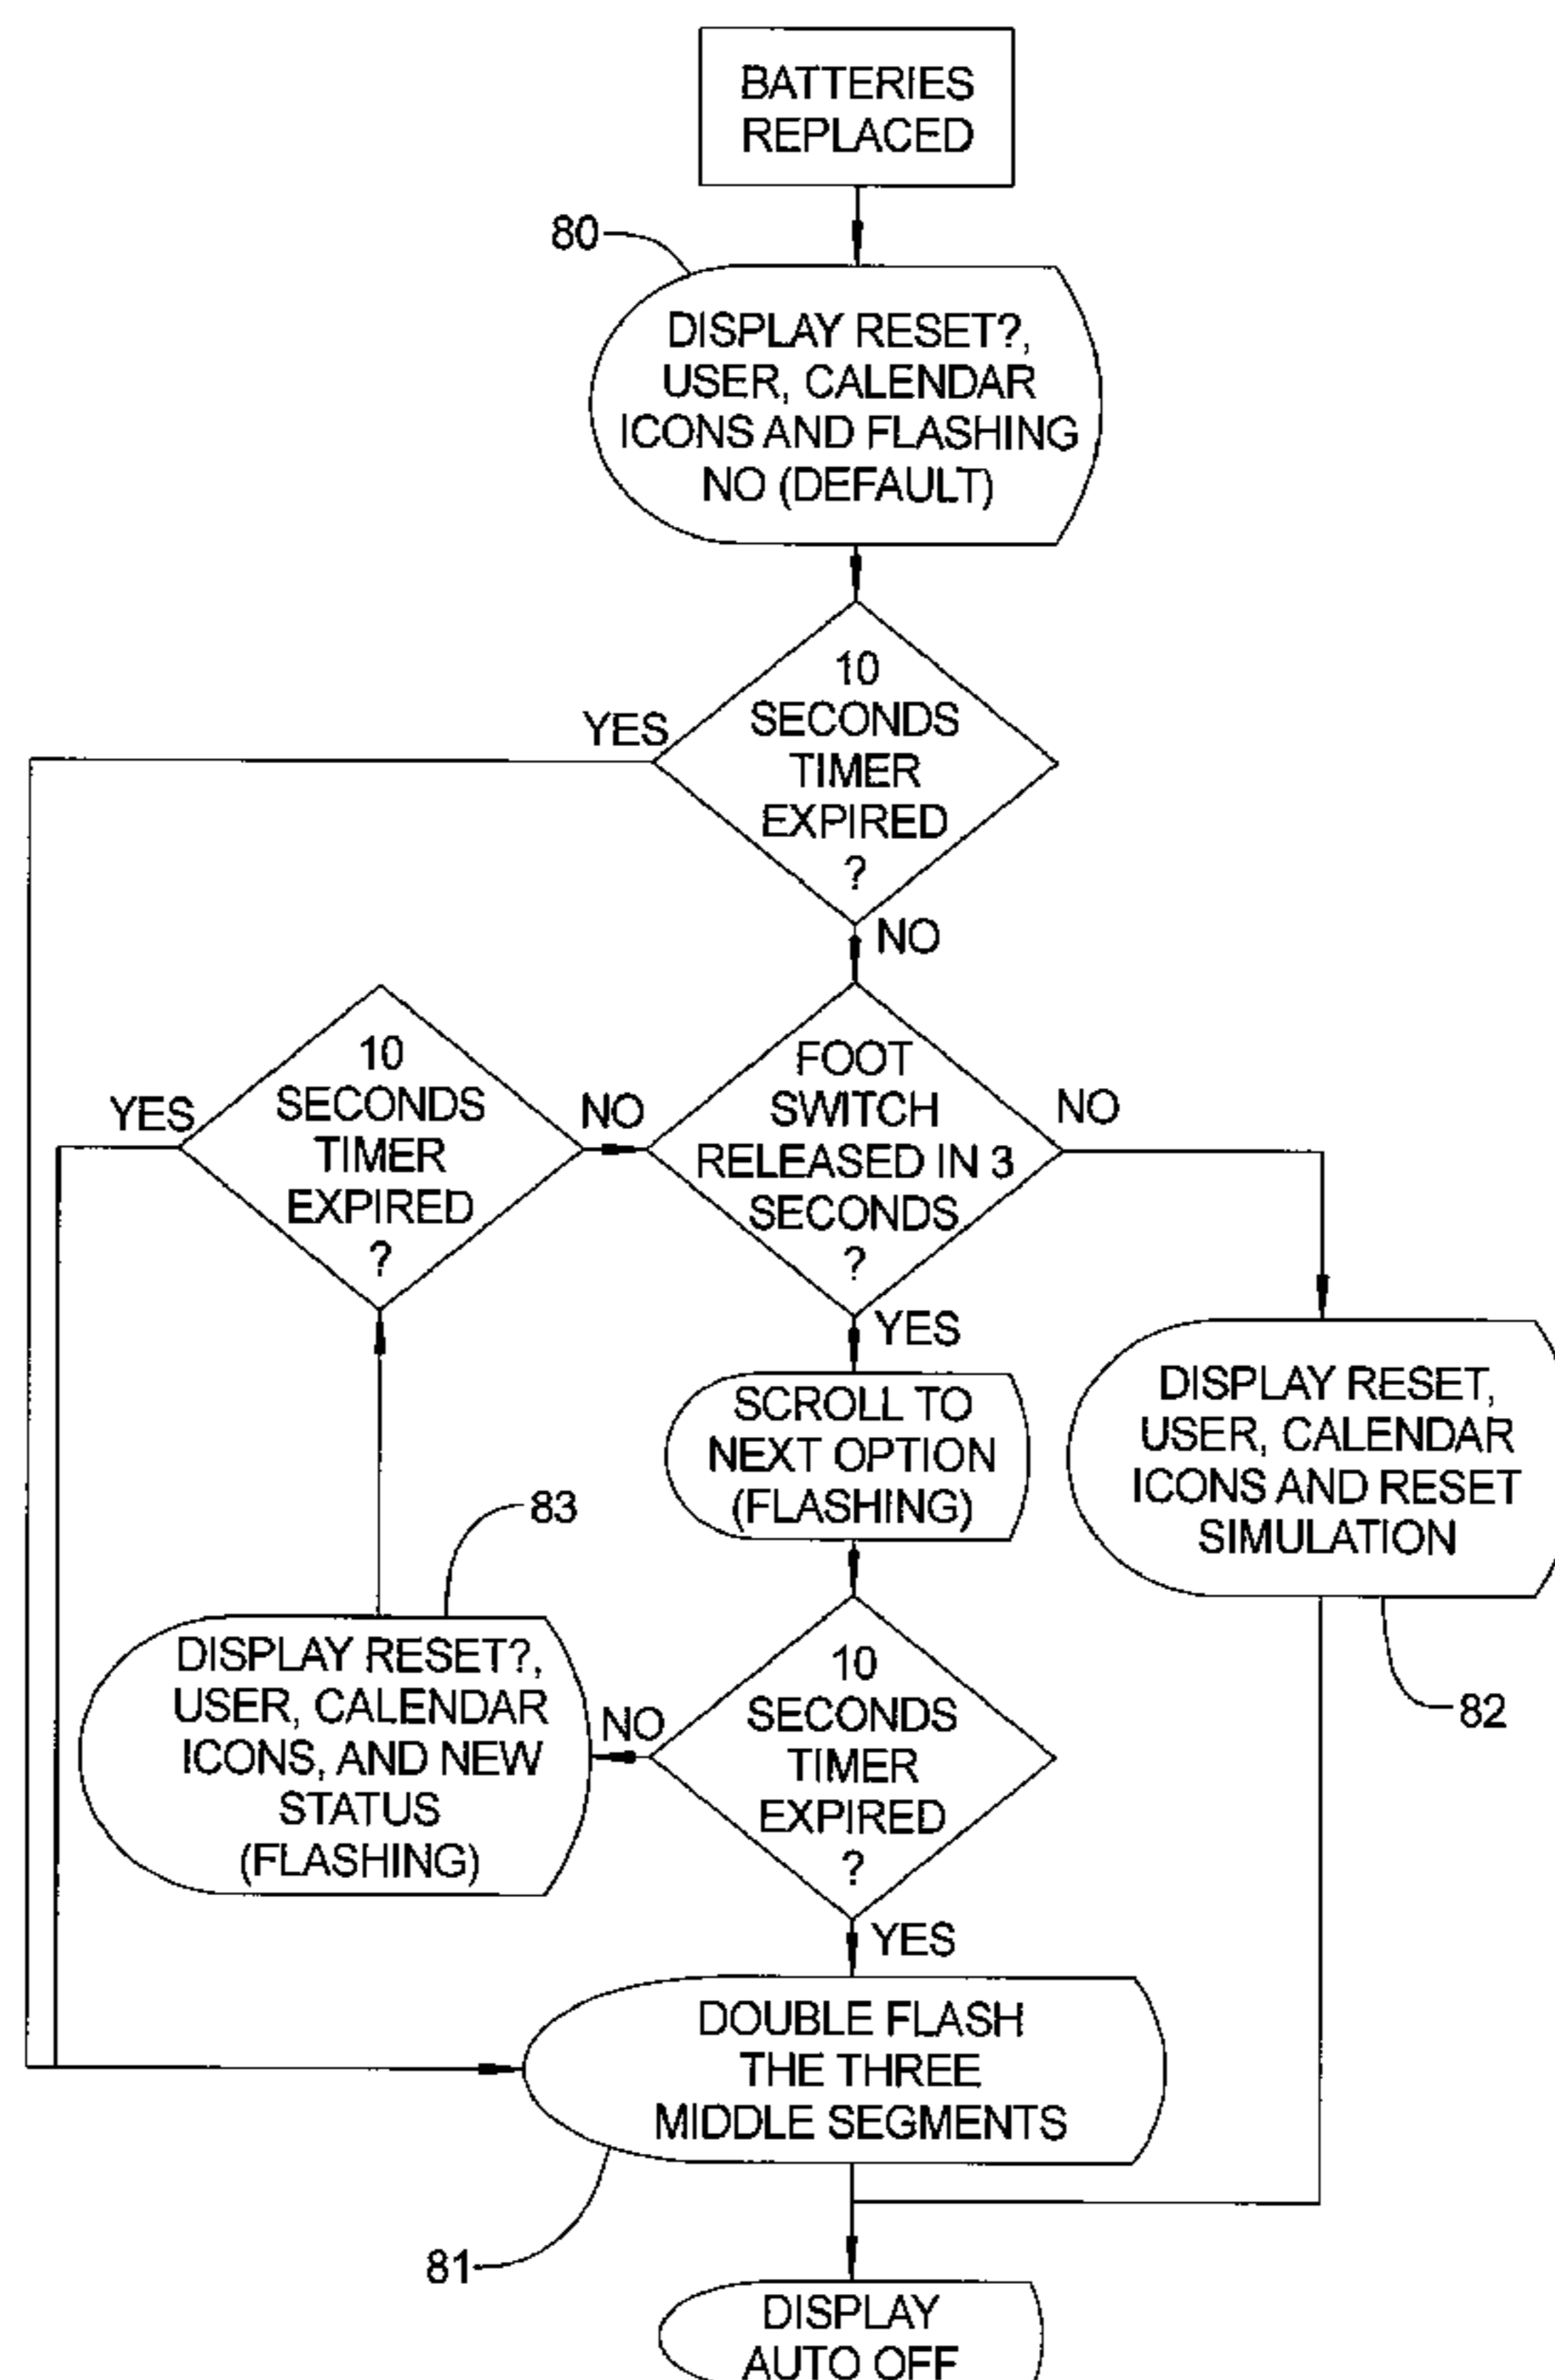 BATTERIES
REPLACED
80
DISPLAY RESET?,
USER, CALENDAR
ICONS AND FLASHING
NO (DEFAULT)
10
SECONDS
TIMER
EXPIRED
?
YES
NO
10
SECONDS
TIMER
EXPIRED
?
YES
NO
FOOT
SWITCH
RELEASED IN 3
SECONDS
?
NO
YES
SCROLL TO
NEXT OPTION
(FLASHING)
DISPLAY RESET,
USER, CALENDAR
ICONS AND RESET
SIMULATION
82
83
DISPLAY RESET?,
USER, CALENDAR
ICONS, AND NEW
STATUS
(FLASHING)
NO
10
SECONDS
TIMER
EXPIRED
?
YES
DOUBLE FLASH
THE THREE
MIDDLE SEGMENTS
81
DISPLAY
AUTO OFF